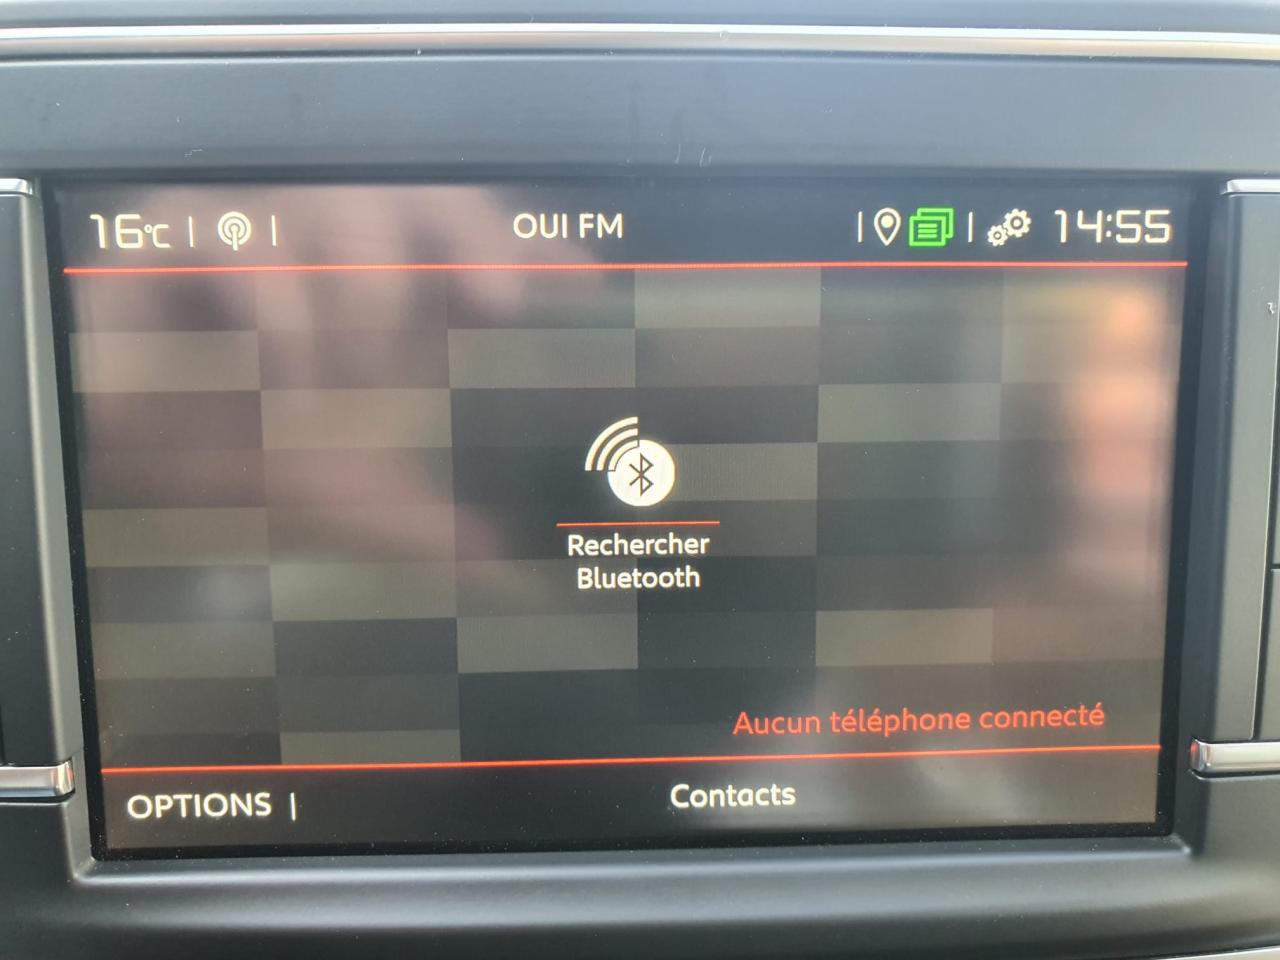 16°C | | OUI FM | | 14:55
Rechercher
Bluetooth
Aucun téléphone connecté
OPTIONS | Contacts